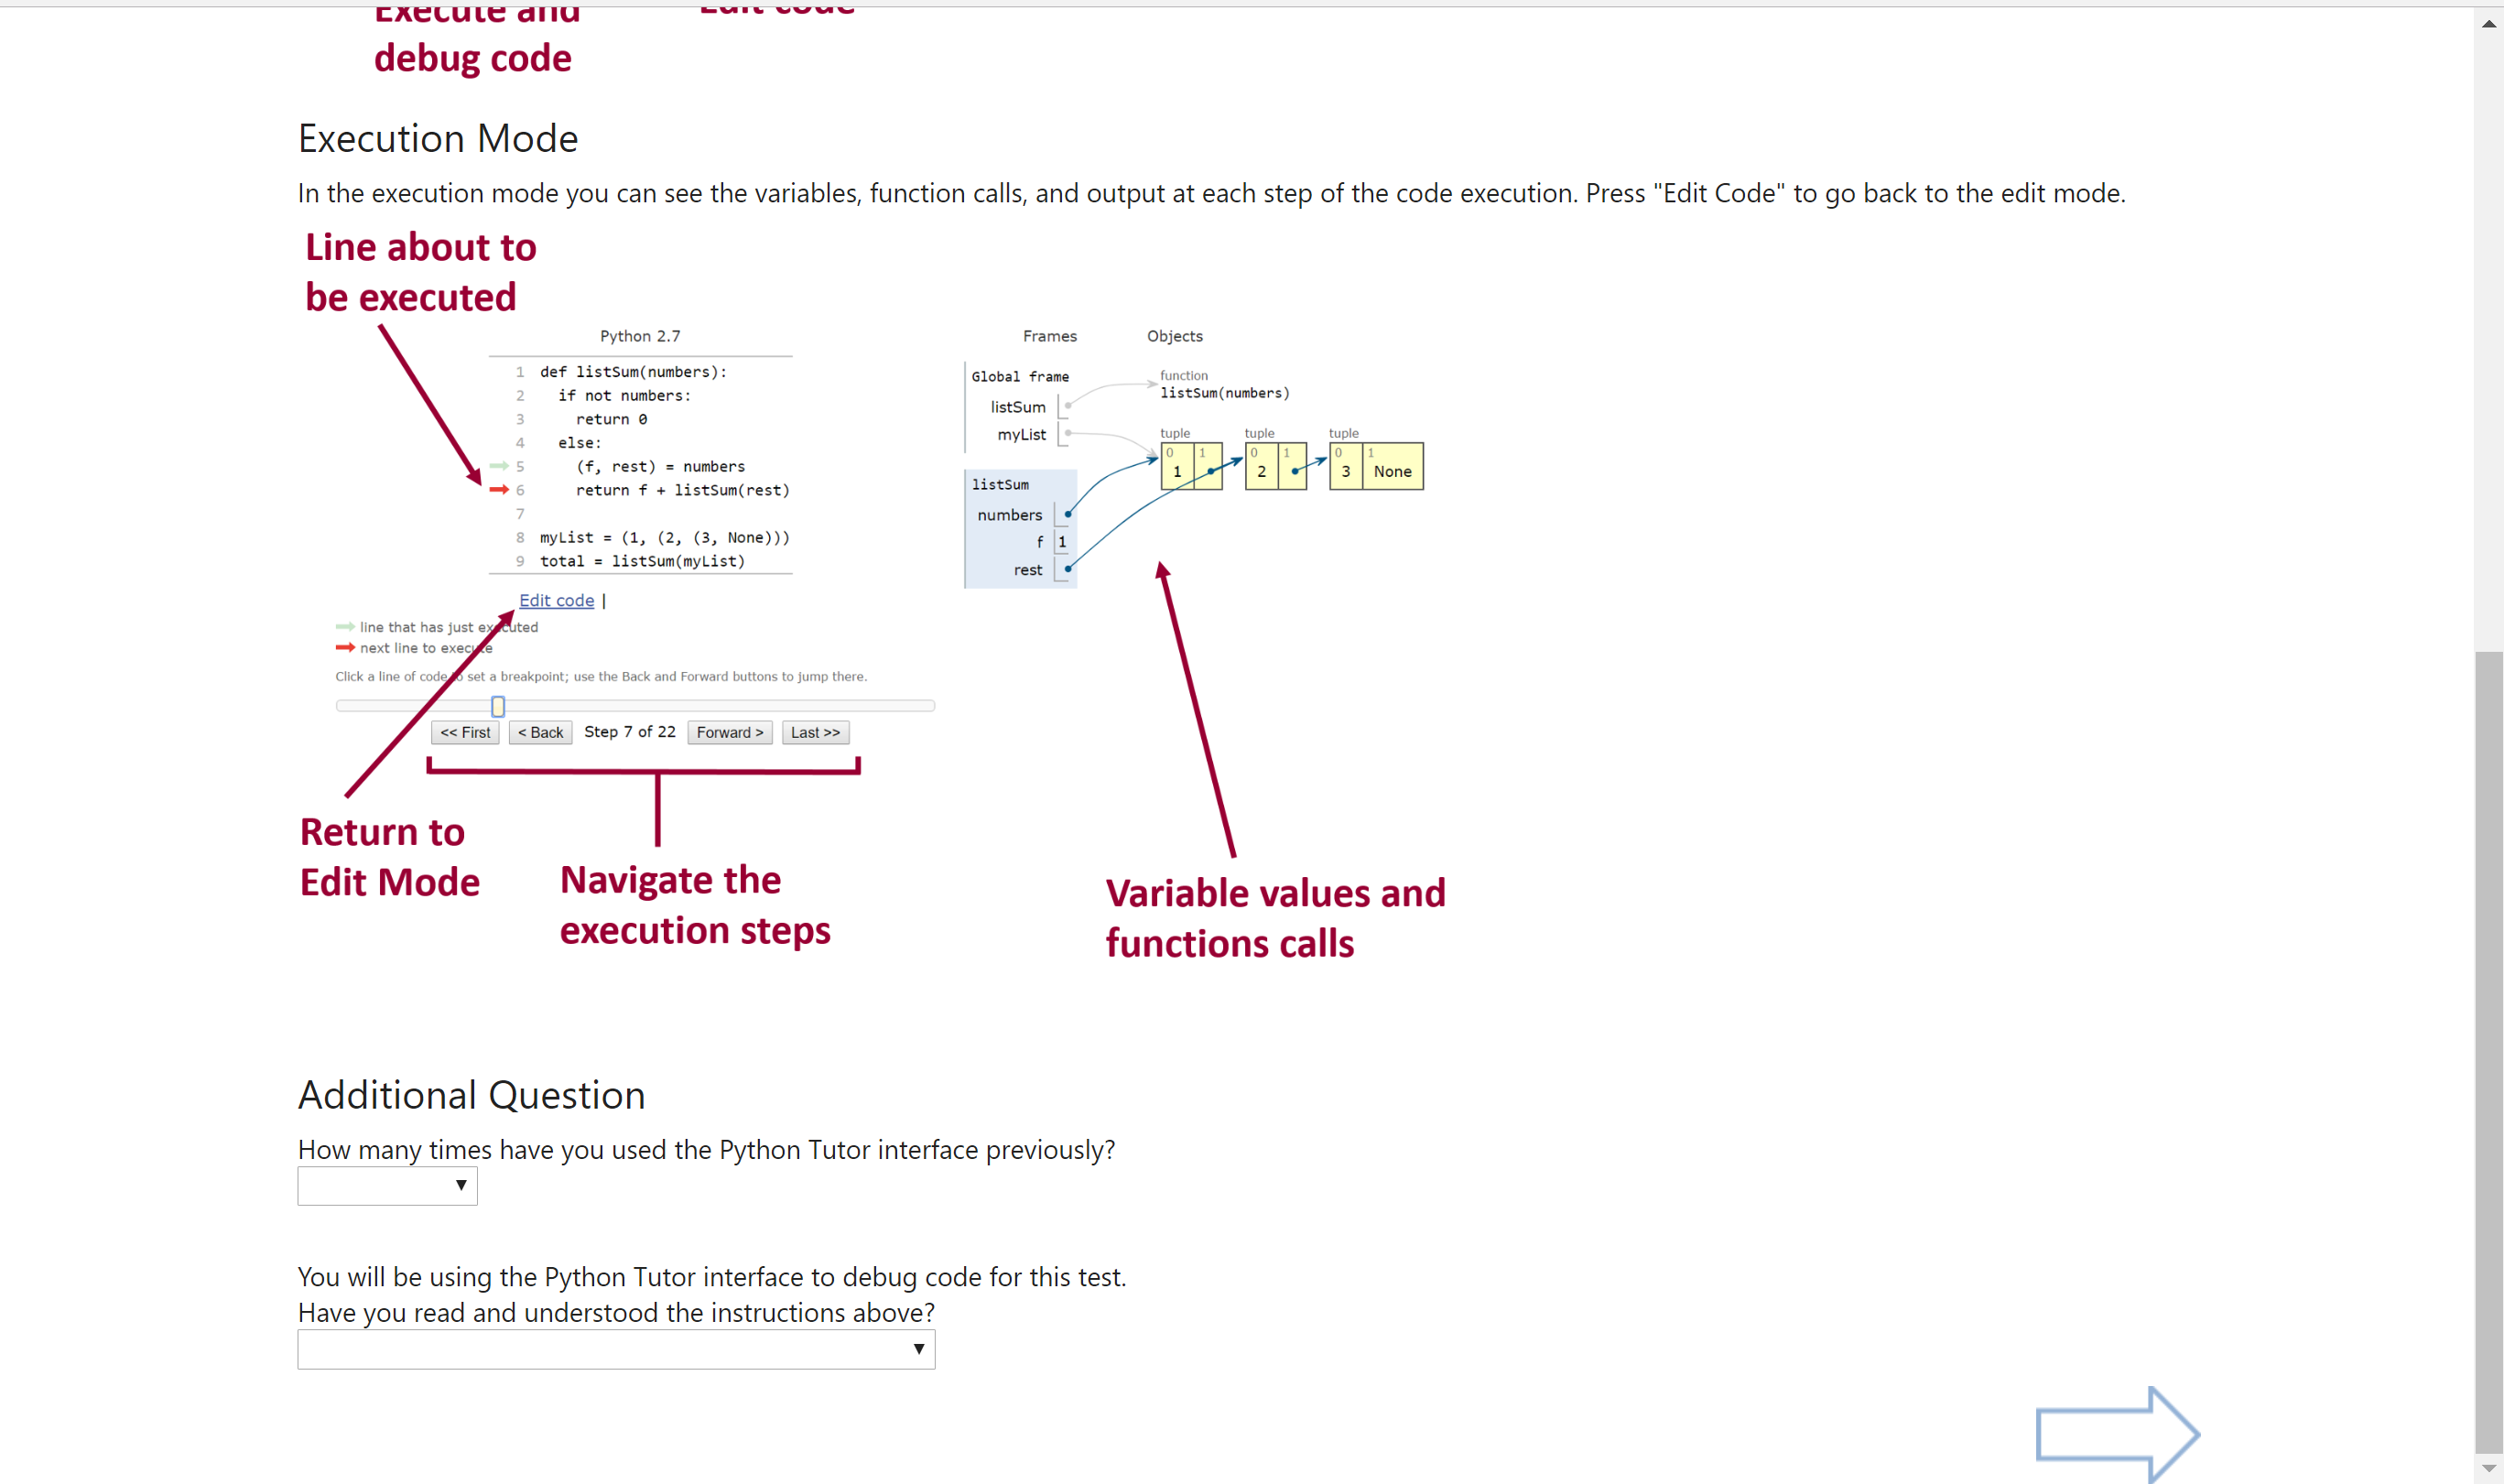 Execute and
Edit code
debug code
Execution Mode
In the execution mode you can see the variables, function calls, and output at each step of the code execution. Press "Edit Code" to go back to the edit mode.
Line about to
be executed
Python 2.7
1 def listSum(numbers):
2 if not numbers:
3 return 0
4 else:
5 (f, rest) = numbers
6 return f + listSum(rest)
7
8 myList = (1, (2, (3, None)))
9 total = listSum(myList)
Edit code |
line that has just executed
next line to execute
Click a line of code to set a breakpoint; use the Back and Forward buttons to jump there.
<< First < Back Step 7 of 22 Forward > Last >>
Frames Objects
Global frame
listSum
myList
function
listSum(numbers)
tuple tuple tuple
0 1 0 1 0 1
1 2 3 None
listSum
numbers
f 1
rest
Return to
Edit Mode
Navigate the
execution steps
Variable values and
functions calls
Additional Question
How many times have you used the Python Tutor interface previously?
You will be using the Python Tutor interface to debug code for this test.
Have you read and understood the instructions above?